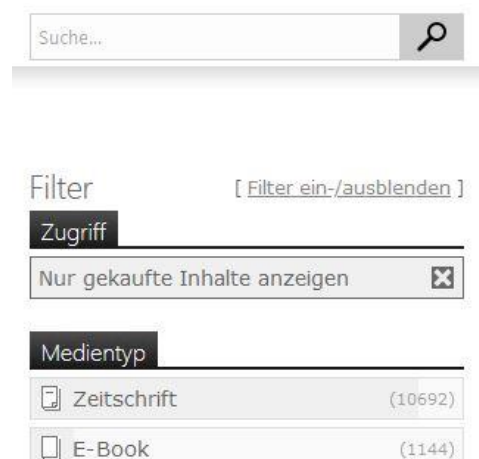 Suche...
Filter [ Filter ein-/ausblenden ]
Zugriff
Nur gekaufte Inhalte anzeigen
Medientyp
Zeitschrift (10692)
E-Book (1144)